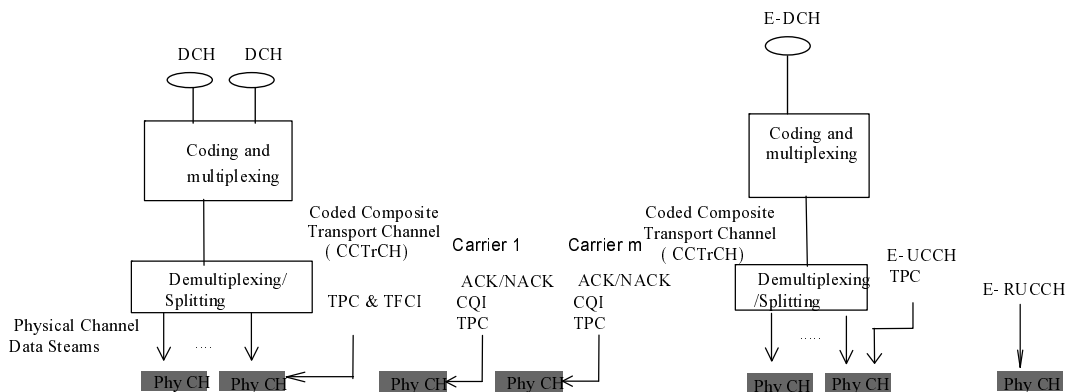 E-DCH
DCH DCH
Coding and
multiplexing
Coding and
multiplexing
Coded Composite
Transport Channel
( CCTrCH)
Carrier 1
Carrier m
Coded Composite
Transport Channel
( CCTrCH)
Demultiplexing/
Splitting
TPC & TFCI
ACK/NACK
CQI
TPC
ACK/NACK
CQI
TPC
Demultiplexing
/Splitting
E- UCCH
TPC
E- RUCCH
Physical Channel
Data Steams
....
.....
Phy CH Phy CH Phy CH Phy CH Phy CH Phy CH Phy CH